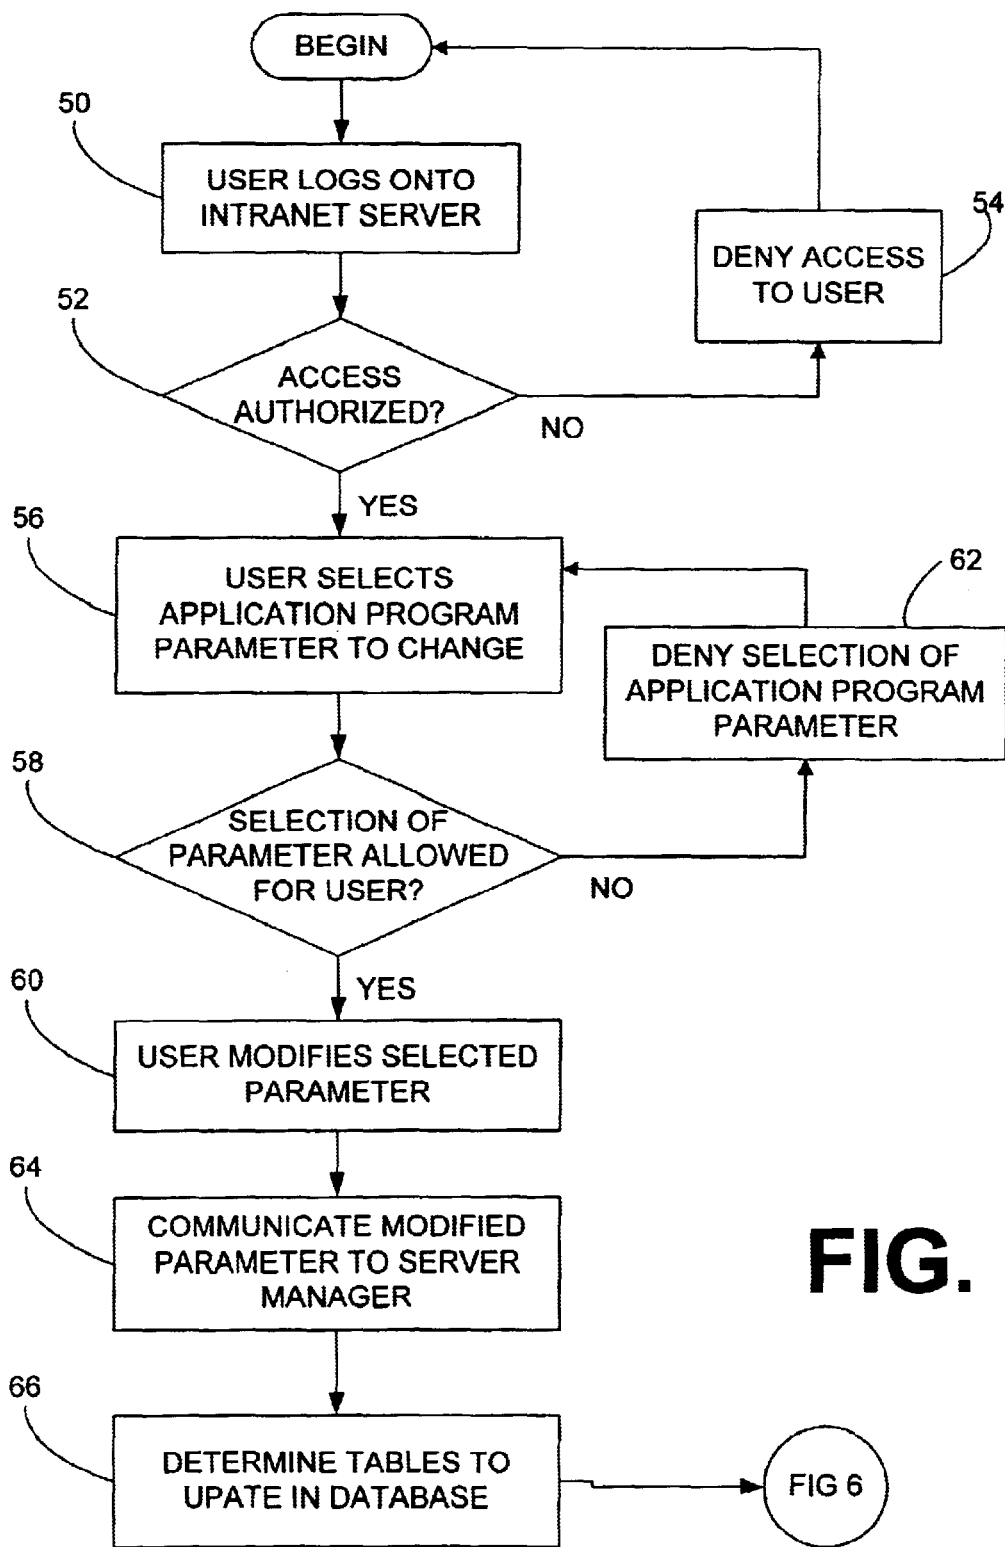 BEGIN
50
USER LOGS ONTO
INTRANET SERVER
54
DENY ACCESS
TO USER
52
ACCESS
AUTHORIZED?
NO
YES
56
USER SELECTS
APPLICATION PROGRAM
PARAMETER TO CHANGE
62
DENY SELECTION OF
APPLICATION PROGRAM
PARAMETER
58
SELECTION OF
PARAMETER ALLOWED
FOR USER?
NO
YES
60
USER MODIFIES SELECTED
PARAMETER
64
COMMUNICATE MODIFIED
PARAMETER TO SERVER
MANAGER
FIG.
66
DETERMINE TABLES TO
UPATE IN DATABASE
FIG 6